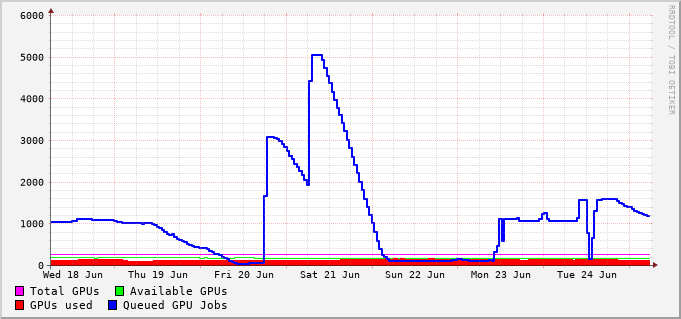 6000
5000
4000
3000
2000
1000
0
Wed 18 Jun Thu 19 Jun Fri 20 Jun Sat 21 Jun Sun 22 Jun Mon 23 Jun Tue 24 Jun
Total GPUs Available GPUs
GPUs used Queued GPU Jobs
RRDTOOL / TOBI OETIKER